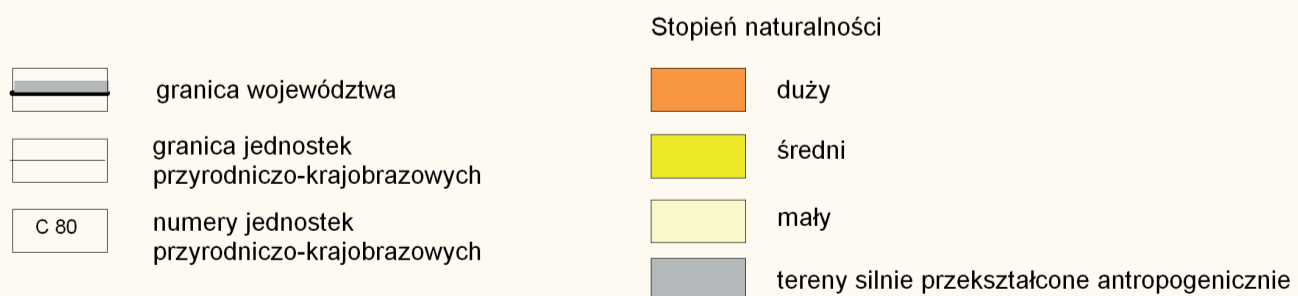 granica województwa
granica jednostek
przyrodniczo-krajobrazowych
C 80
numery jednostek
przyrodniczo-krajobrazowych
Stopień naturalności
duży
średni
mały
tereny silnie przekształcone antropogenicznie